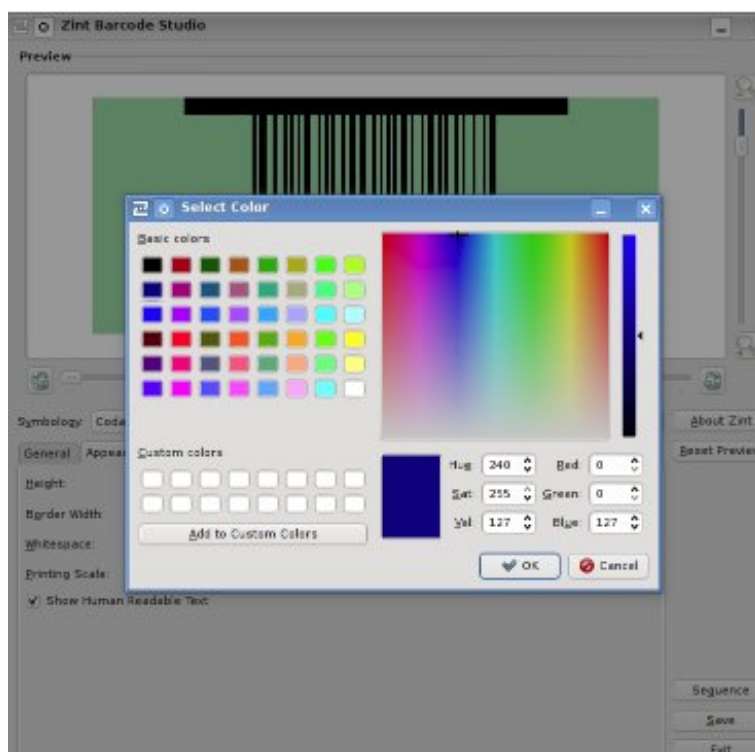 Zint Barcode Studio
Preview
Select Color
Basic colors
Symbology: Coda
About Zint
General Appea
Custom colors
Reset Preview
Hue: 240 Red: 0
Height:
Sat: 255 Green: 0
Border Width:
Val: 127 Blue: 127
Add to Custom Colors
Whitespace:
OK Cancel
Printing Scale:
Show Human Readable Text
Sequence
Save
Exit